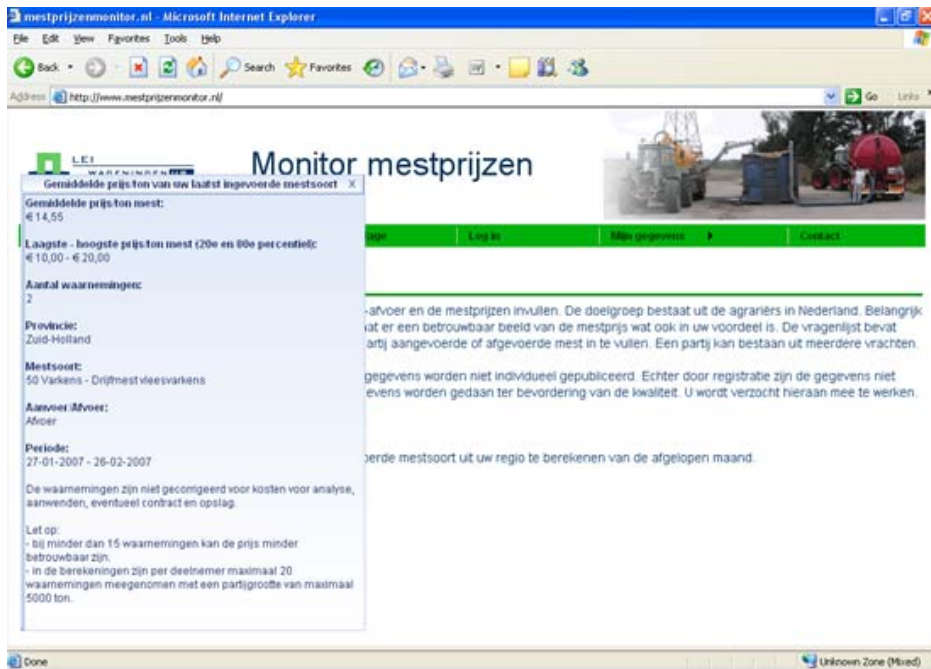 mestprijzenmonitor.nl - Microsoft Internet Explorer
File Edit View Favorites Tools Help
Back Search Favorites
Address http://www.mestprijzenmonitor.nl/ Go Links
LEI
WAGENINGEN UR
Monitor mestprijzen
Log in Mijn gegevens Contact
Gemiddelde prijs/ton van uw laatst ingevoerde mestsoort X
Gemiddelde prijs/ton mest:
€ 14,55
Laagste - hoogste prijs/ton mest (20e en 80e percentiel):
€ 10,00 - € 20,00
Aantal waarnemingen:
2
Provincie:
Zuid-Holland
Mestsoort:
50 Varkens - Drijfmest vleesvarkens
Aanvoer/Afvoer:
Afvoer
Periode:
27-01-2007 - 26-02-2007
De waarnemingen zijn niet gecorrigeerd voor kosten voor analyse,
aanwenden, eventueel contract en opslag.
Let op:
- bij minder dan 15 waarnemingen kan de prijs minder
betrouwbaar zijn.
- in de berekeningen zijn per deelnemer maximaal 20
waarnemingen meegenomen met een partijgrootte van maximaal
5000 ton.
-afvoer en de mestprijzen invullen. De doelgroep bestaat uit de agrariërs in Nederland. Belangrijk
at er een betrouwbaar beeld van de mestprijs wat ook in uw voordeel is. De vragenlijst bevat
artij aangevoerde of afgevoerde mest in te vullen. Een partij kan bestaan uit meerdere vrachten.
gegevens worden niet individueel gepubliceerd. Echter door registratie zijn de gegevens niet
evens worden gedaan ter bevordering van de kwaliteit. U wordt verzocht hieraan mee te werken.
oerde mestsoort uit uw regio te berekenen van de afgelopen maand.
Done Unknown Zone (Mixed)